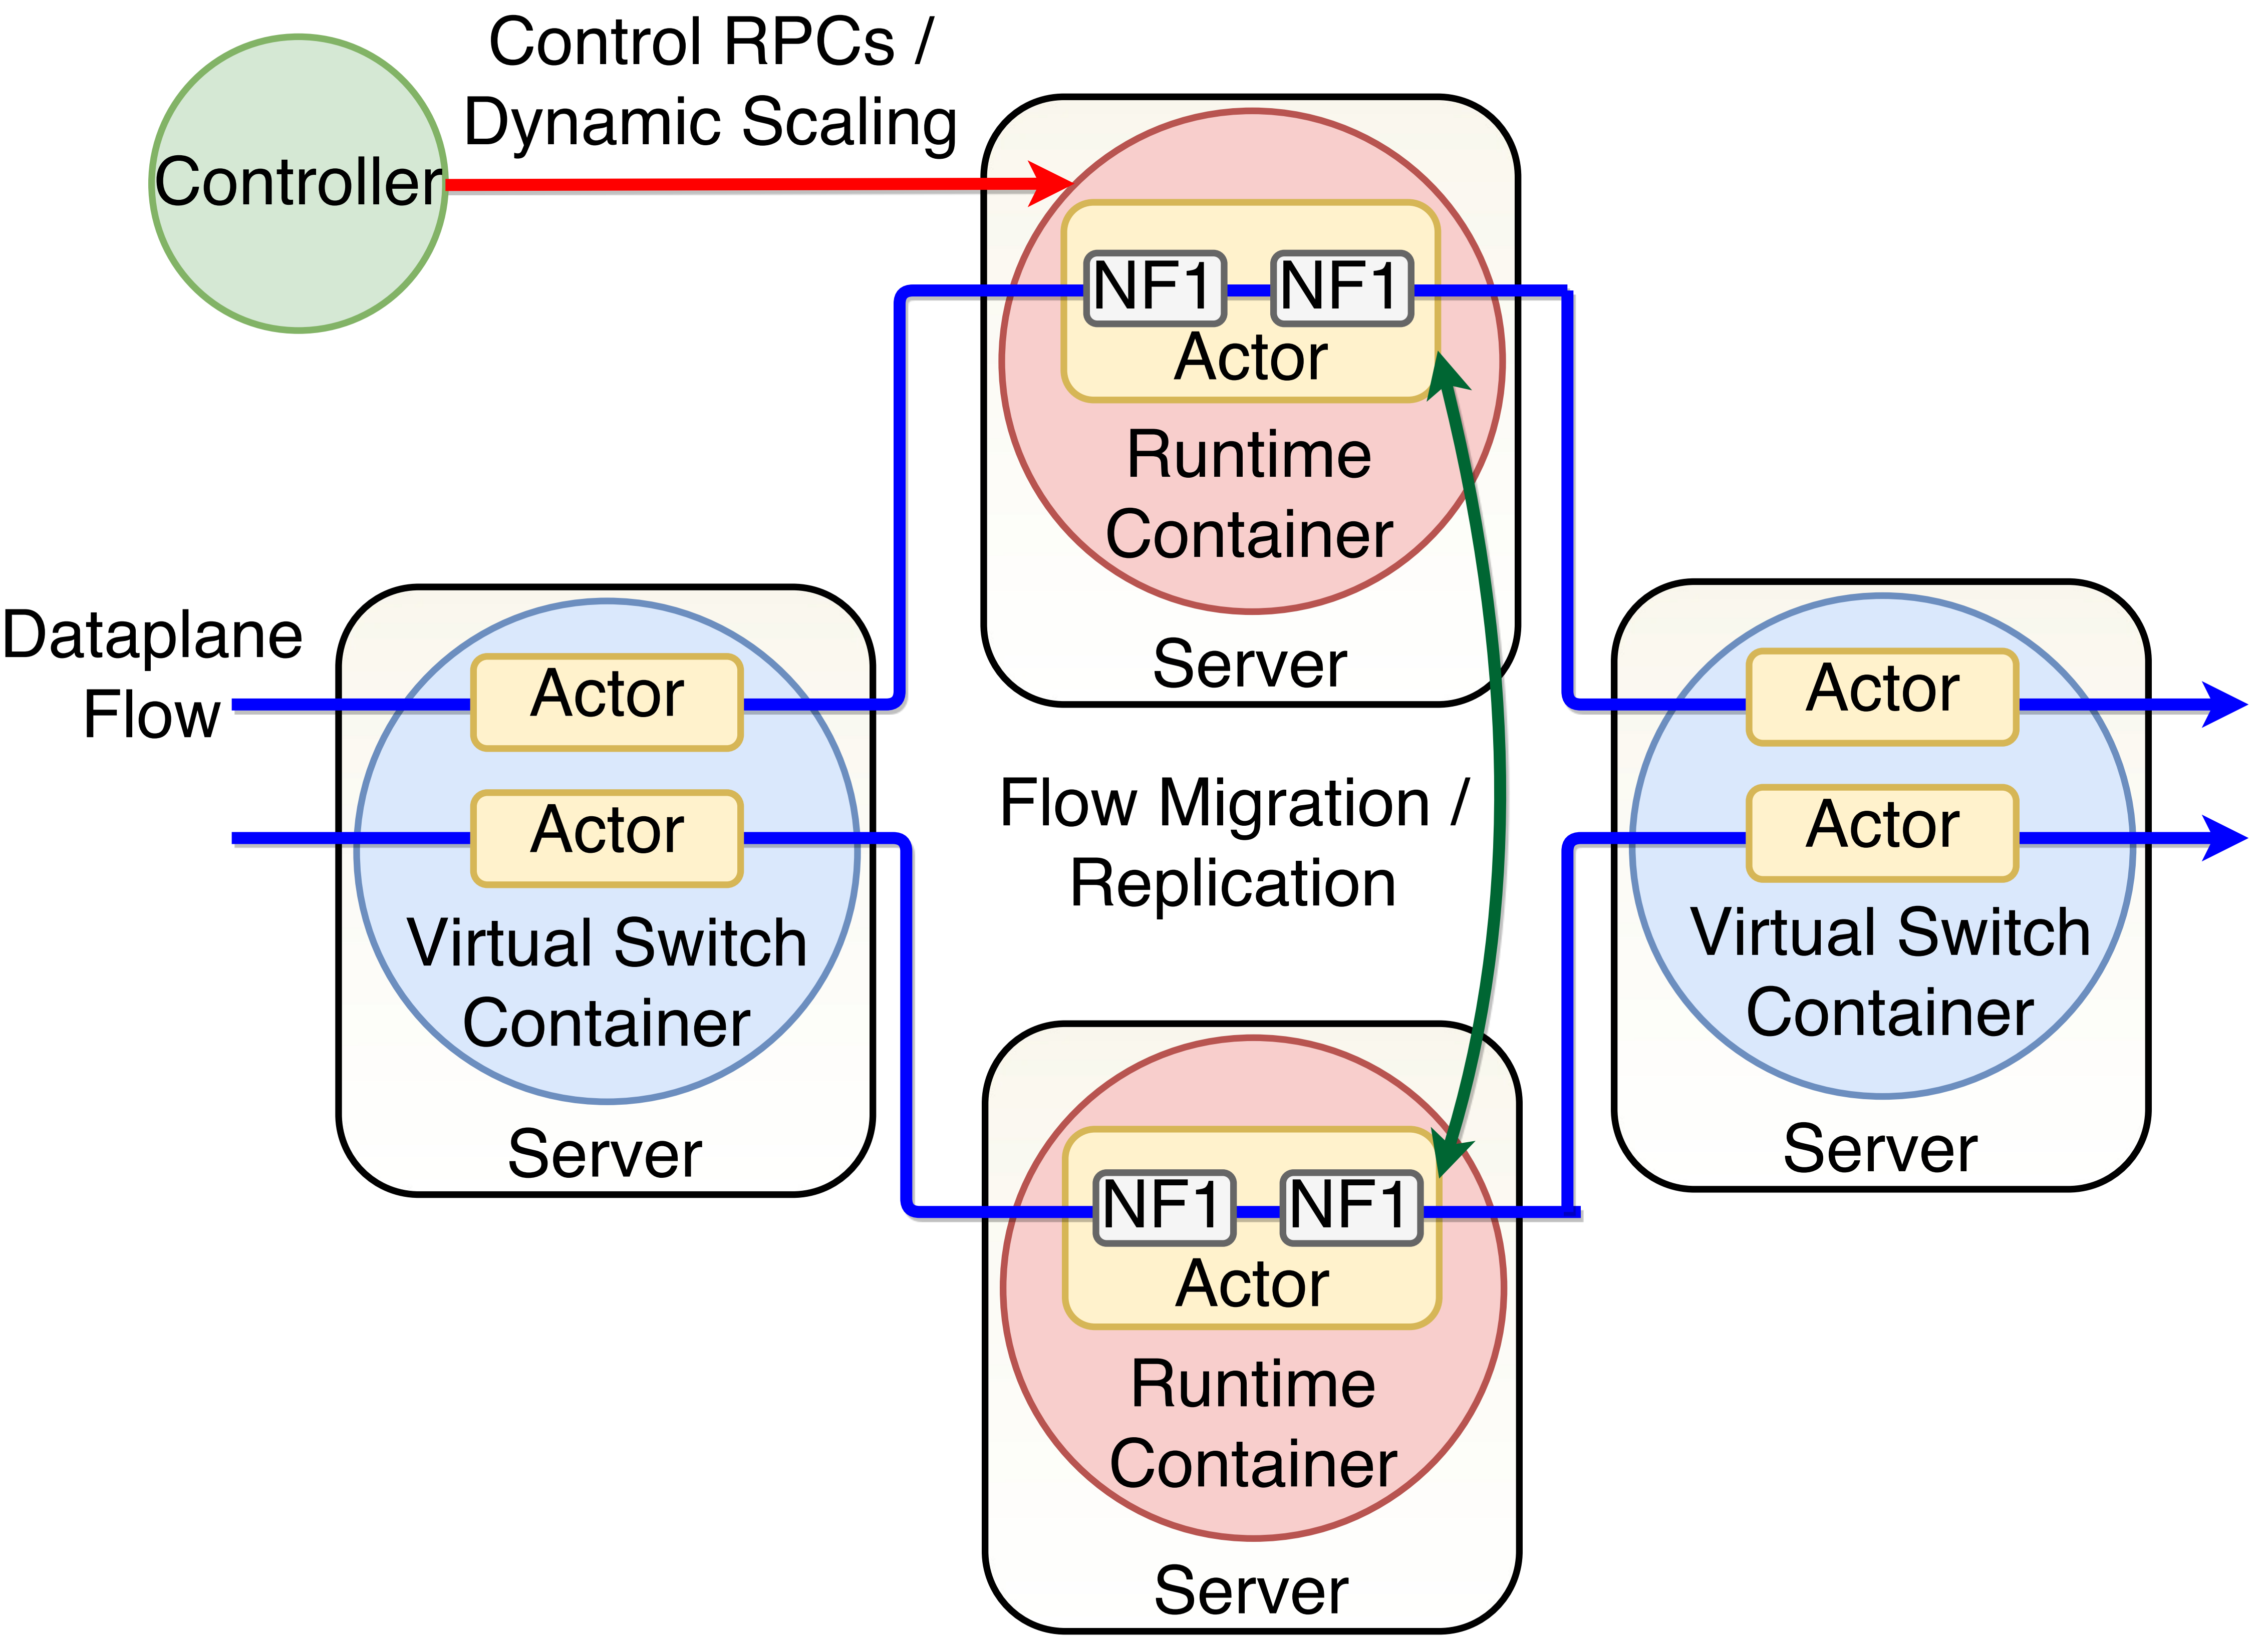 Control RPCs /
Dynamic Scaling
Controller
NF1 NF1
Actor
Runtime
Container
Server
Dataplane
Flow
Actor
Actor
Virtual Switch
Container
Server
Flow Migration /
Replication
Actor
Actor
Virtual Switch
Container
Server
NF1 NF1
Actor
Runtime
Container
Server